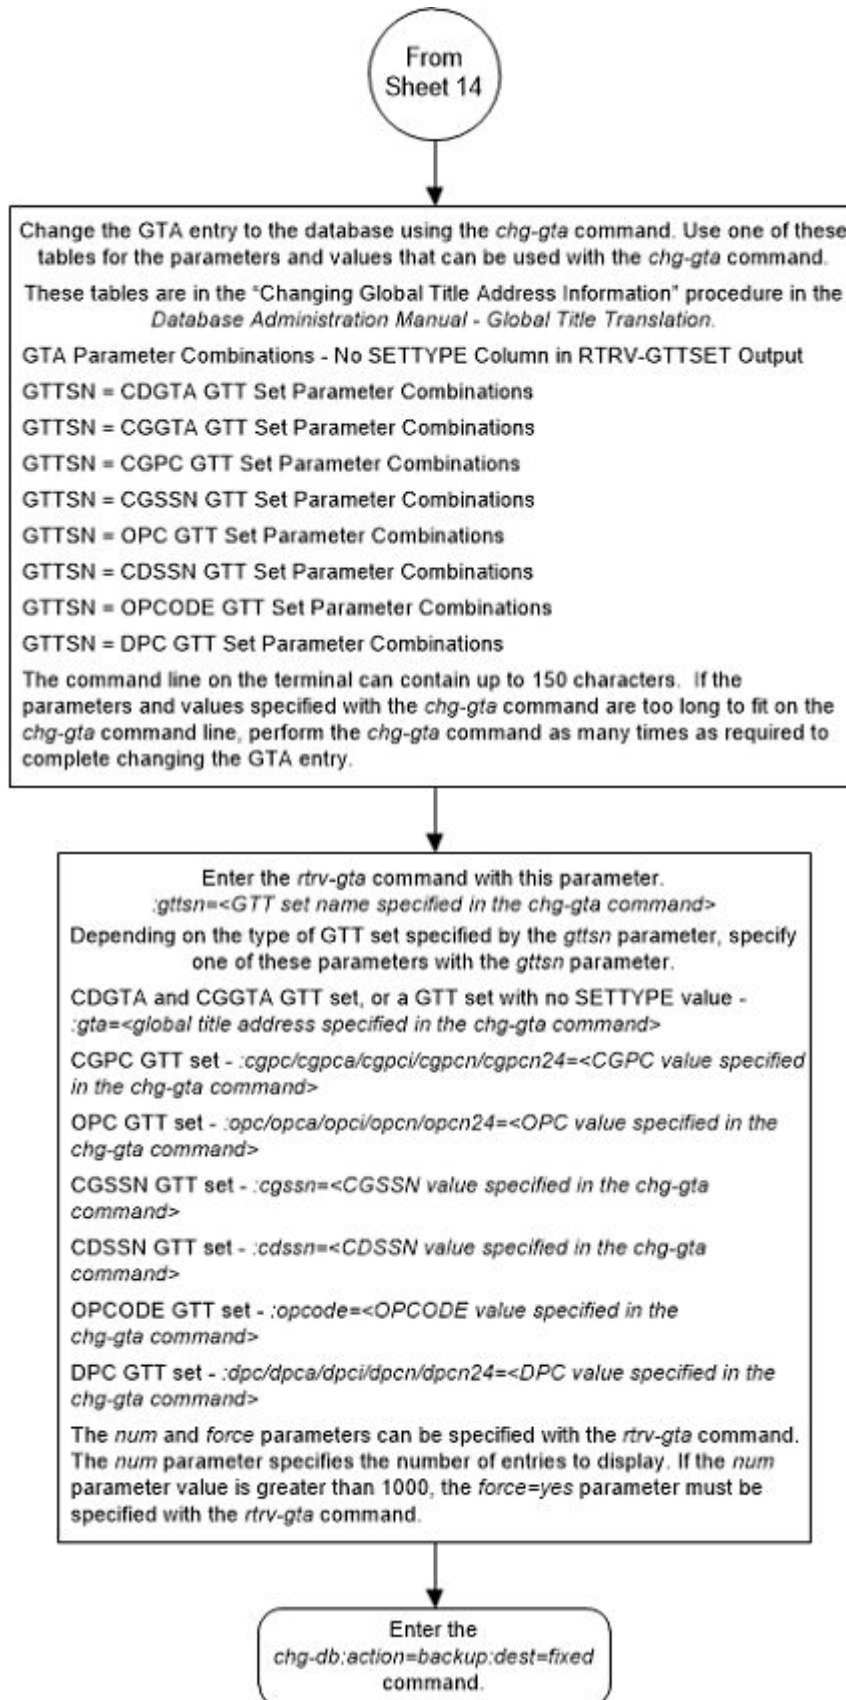 From
Sheet 14
Change the GTA entry to the database using the chg-gta command. Use one of these
tables for the parameters and values that can be used with the chg-gta command.
These tables are in the "Changing Global Title Address Information" procedure in the
Database Administration Manual - Global Title Translation.
GTA Parameter Combinations - No SETTYPE Column in RTRV-GTTSET Output
GTTSN = CDGTA GTT Set Parameter Combinations
GTTSN = CGGTA GTT Set Parameter Combinations
GTTSN = CGPC GTT Set Parameter Combinations
GTTSN = CGSSN GTT Set Parameter Combinations
GTTSN = OPC GTT Set Parameter Combinations
GTTSN = CDSSN GTT Set Parameter Combinations
GTTSN = OPCODE GTT Set Parameter Combinations
GTTSN = DPC GTT Set Parameter Combinations
The command line on the terminal can contain up to 150 characters. If the
parameters and values specified with the chg-gta command are too long to fit on the
chg-gta command line, perform the chg-gta command as many times as required to
complete changing the GTA entry.
Enter the rtrv-gta command with this parameter.
:gttsn=<GTT set name specified in the chg-gta command>
Depending on the type of GTT set specified by the gttsn parameter, specify
one of these parameters with the gttsn parameter.
CDGTA and CGGTA GTT set, or a GTT set with no SETTYPE value -
:gta=<global title address specified in the chg-gta command>
CGPC GTT set - :cgpc/cgpca/cgpci/cgpcn/cgpcn24=<CGPC value specified
in the chg-gta command>
OPC GTT set - :opc/opca/opci/opcn/opcn24=<OPC value specified in the
chg-gta command>
CGSSN GTT set - :cgssn=<CGSSN value specified in the chg-gta
command>
CDSSN GTT set - :cdssn=<CDSSN value specified in the chg-gta
command>
OPCODE GTT set - :opcode=<OPCODE value specified in the
chg-gta command>
DPC GTT set - :dpc/dpca/dpci/dpcn/dpcn24=<DPC value specified in the
chg-gta command>
The num and force parameters can be specified with the rtrv-gta command.
The num parameter specifies the number of entries to display. If the num
parameter value is greater than 1000, the force=yes parameter must be
specified with the rtrv-gta command.
Enter the
chg-db:action=backup:dest=fixed
command.